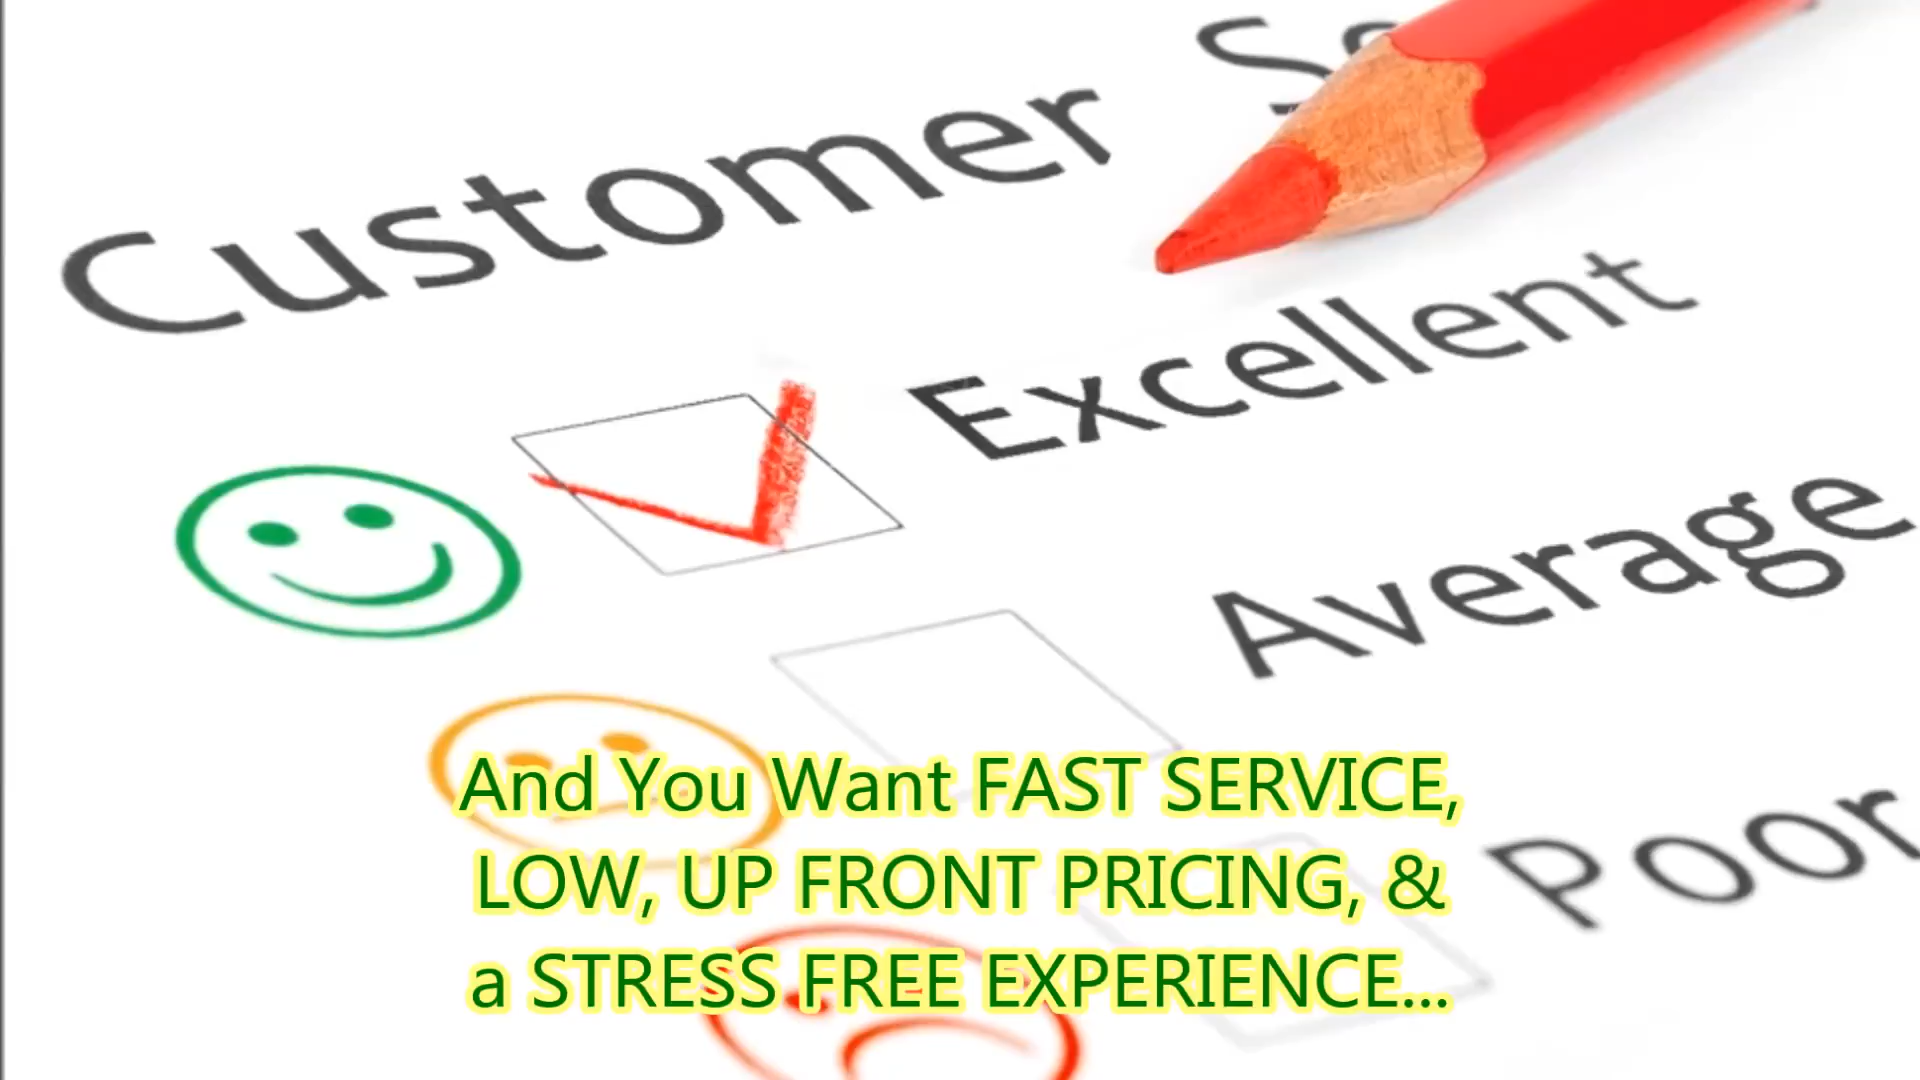 Customer
Excellent
Average
Poor
And You Want FAST SERVICE,
LOW, UP FRONT PRICING, &
a STRESS FREE EXPERIENCE...